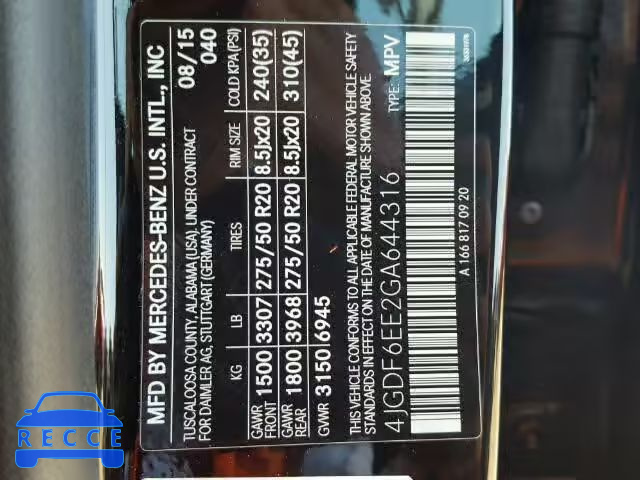 MFD BY MERCEDES-BENZ U.S. INTL., INC
TUSCALOOSA COUNTY, ALABAMA (USA), UNDER CONTRACT 08/15
FOR DAIMLER AG, STUTTGART (GERMANY) 040
KG LB TIRES RIM SIZE COLD KPA(PSI)
GAWR FRONT 1500 3307 275/50 R20 8.5Jx20 240(35)
GAWR REAR 1800 3968 275/50 R20 8.5Jx20 310(45)
GVWR 3150 6945
THIS VEHICLE CONFORMS TO ALL APPLICABLE FEDERAL MOTOR VEHICLE SAFETY
STANDARDS IN EFFECT ON THE DATE OF MANUFACTURE SHOWN ABOVE.
4JGDF6EE2GA644316 TYPE: MPV
A 166 817 09 20
RECCE